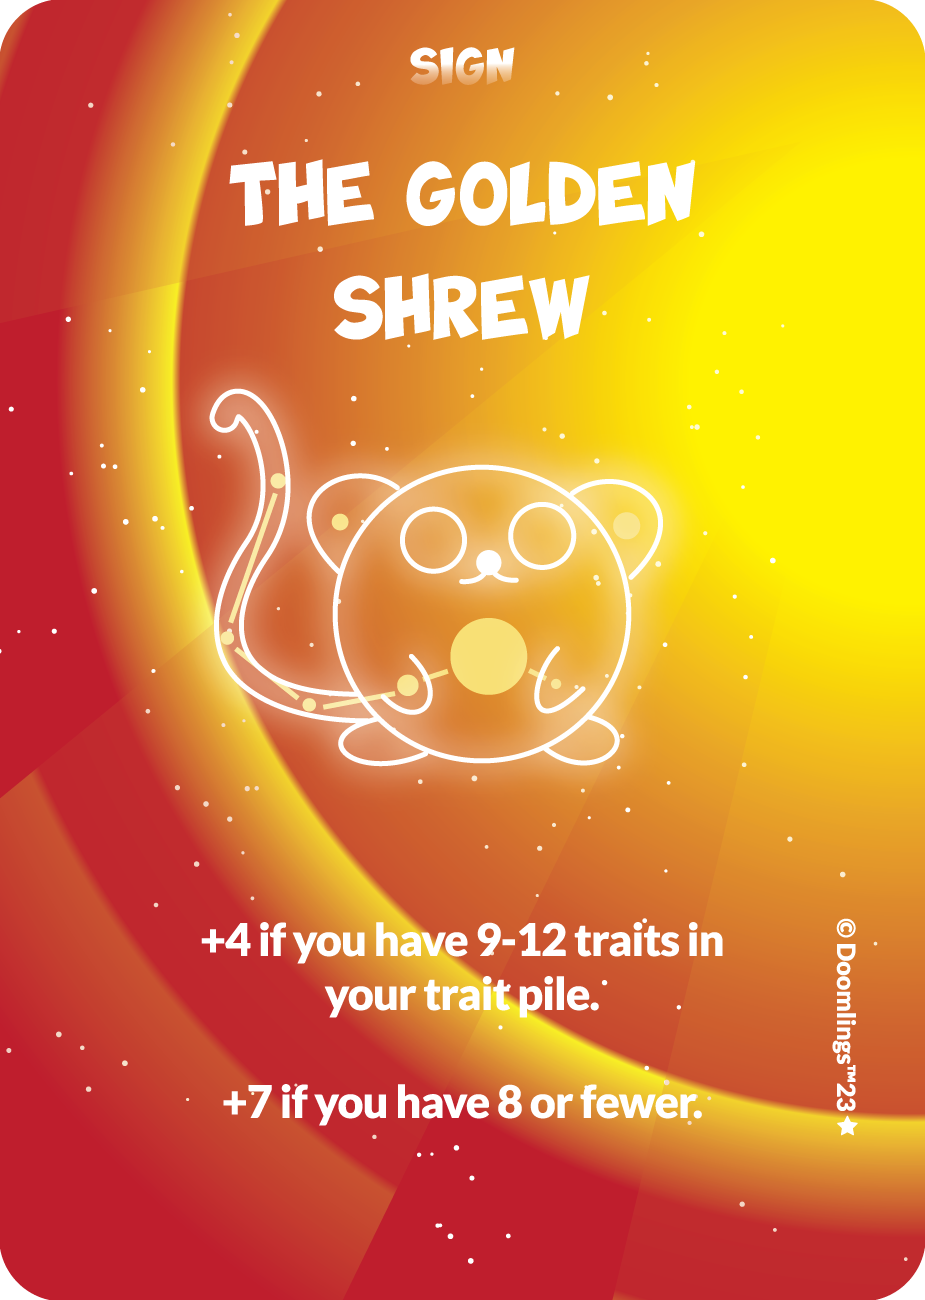 SIGN
THE GOLDEN
SHREW
+4 if you have 9-12 traits in
your trait pile.
+7 if you have 8 or fewer.
© Doomlings™23★